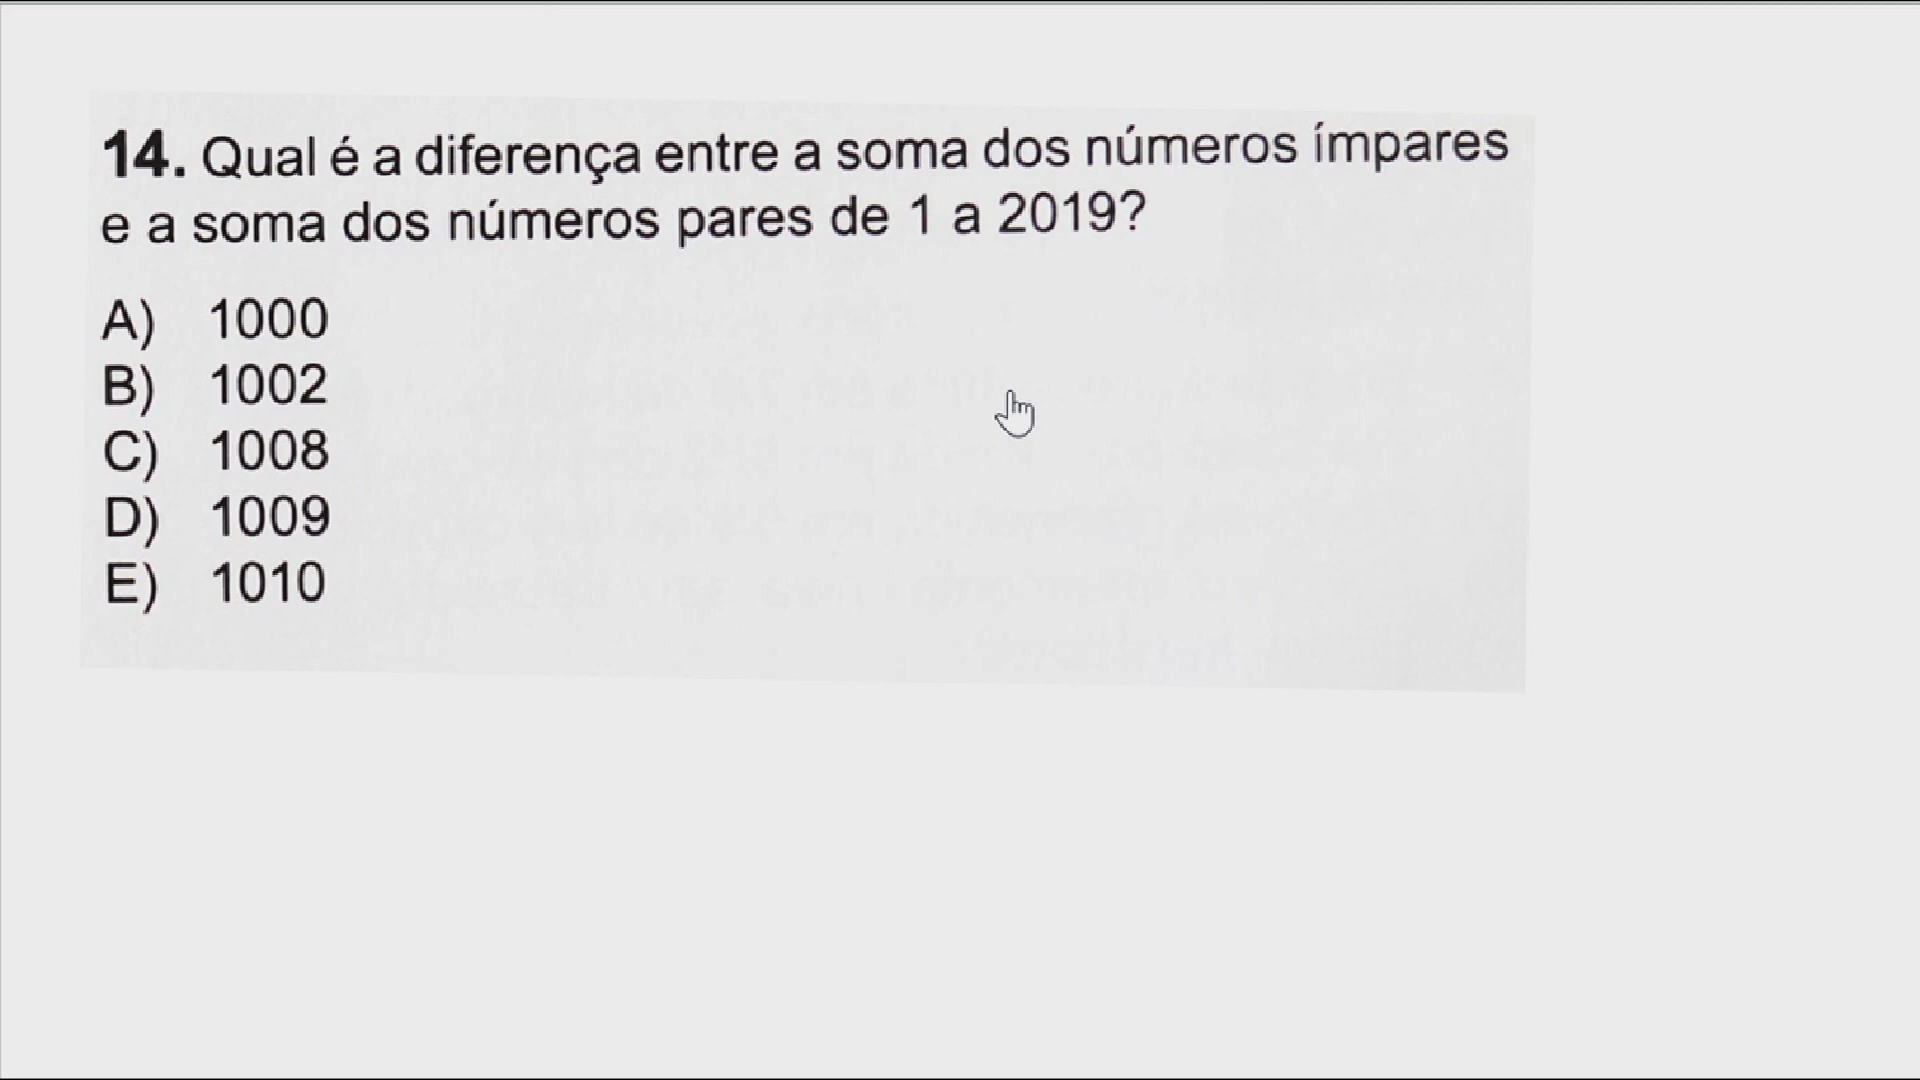 14. Qual é a diferença entre a soma dos números ímpares
e a soma dos números pares de 1 a 2019?
A) 1000
B) 1002
C) 1008
D) 1009
E) 1010